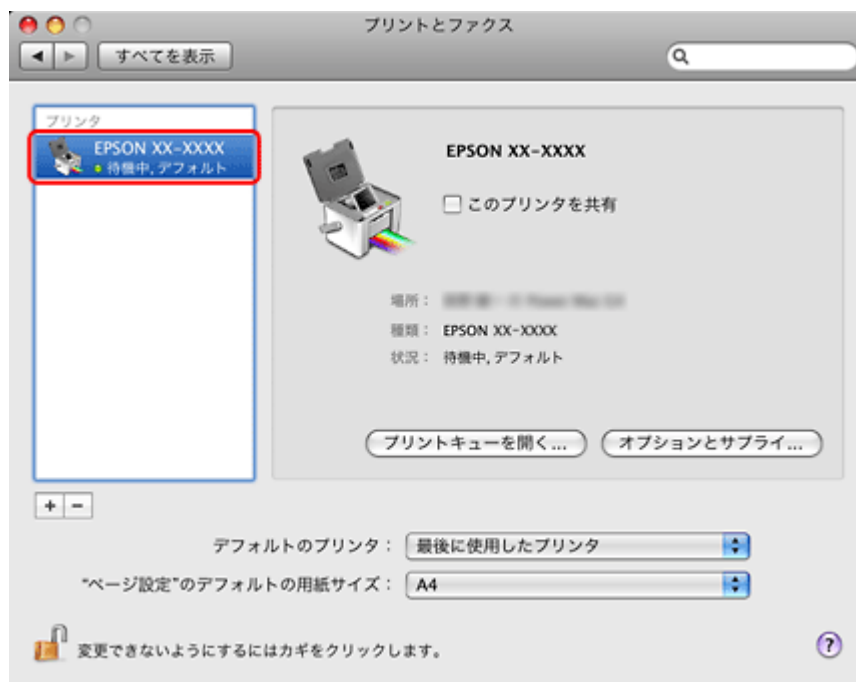 プリントとファクス
すべてを表示
プリンタ
EPSON XX-XXXX
待機中, デフォルト
EPSON XX-XXXX
このプリンタを共有
場所：
種類： EPSON XX-XXXX
状況： 待機中, デフォルト
プリントキューを開く... オプションとサプライ...
デフォルトのプリンタ： 最後に使用したプリンタ
“ページ設定”のデフォルトの用紙サイズ： A4
変更できないようにするにはカギをクリックします。 ?